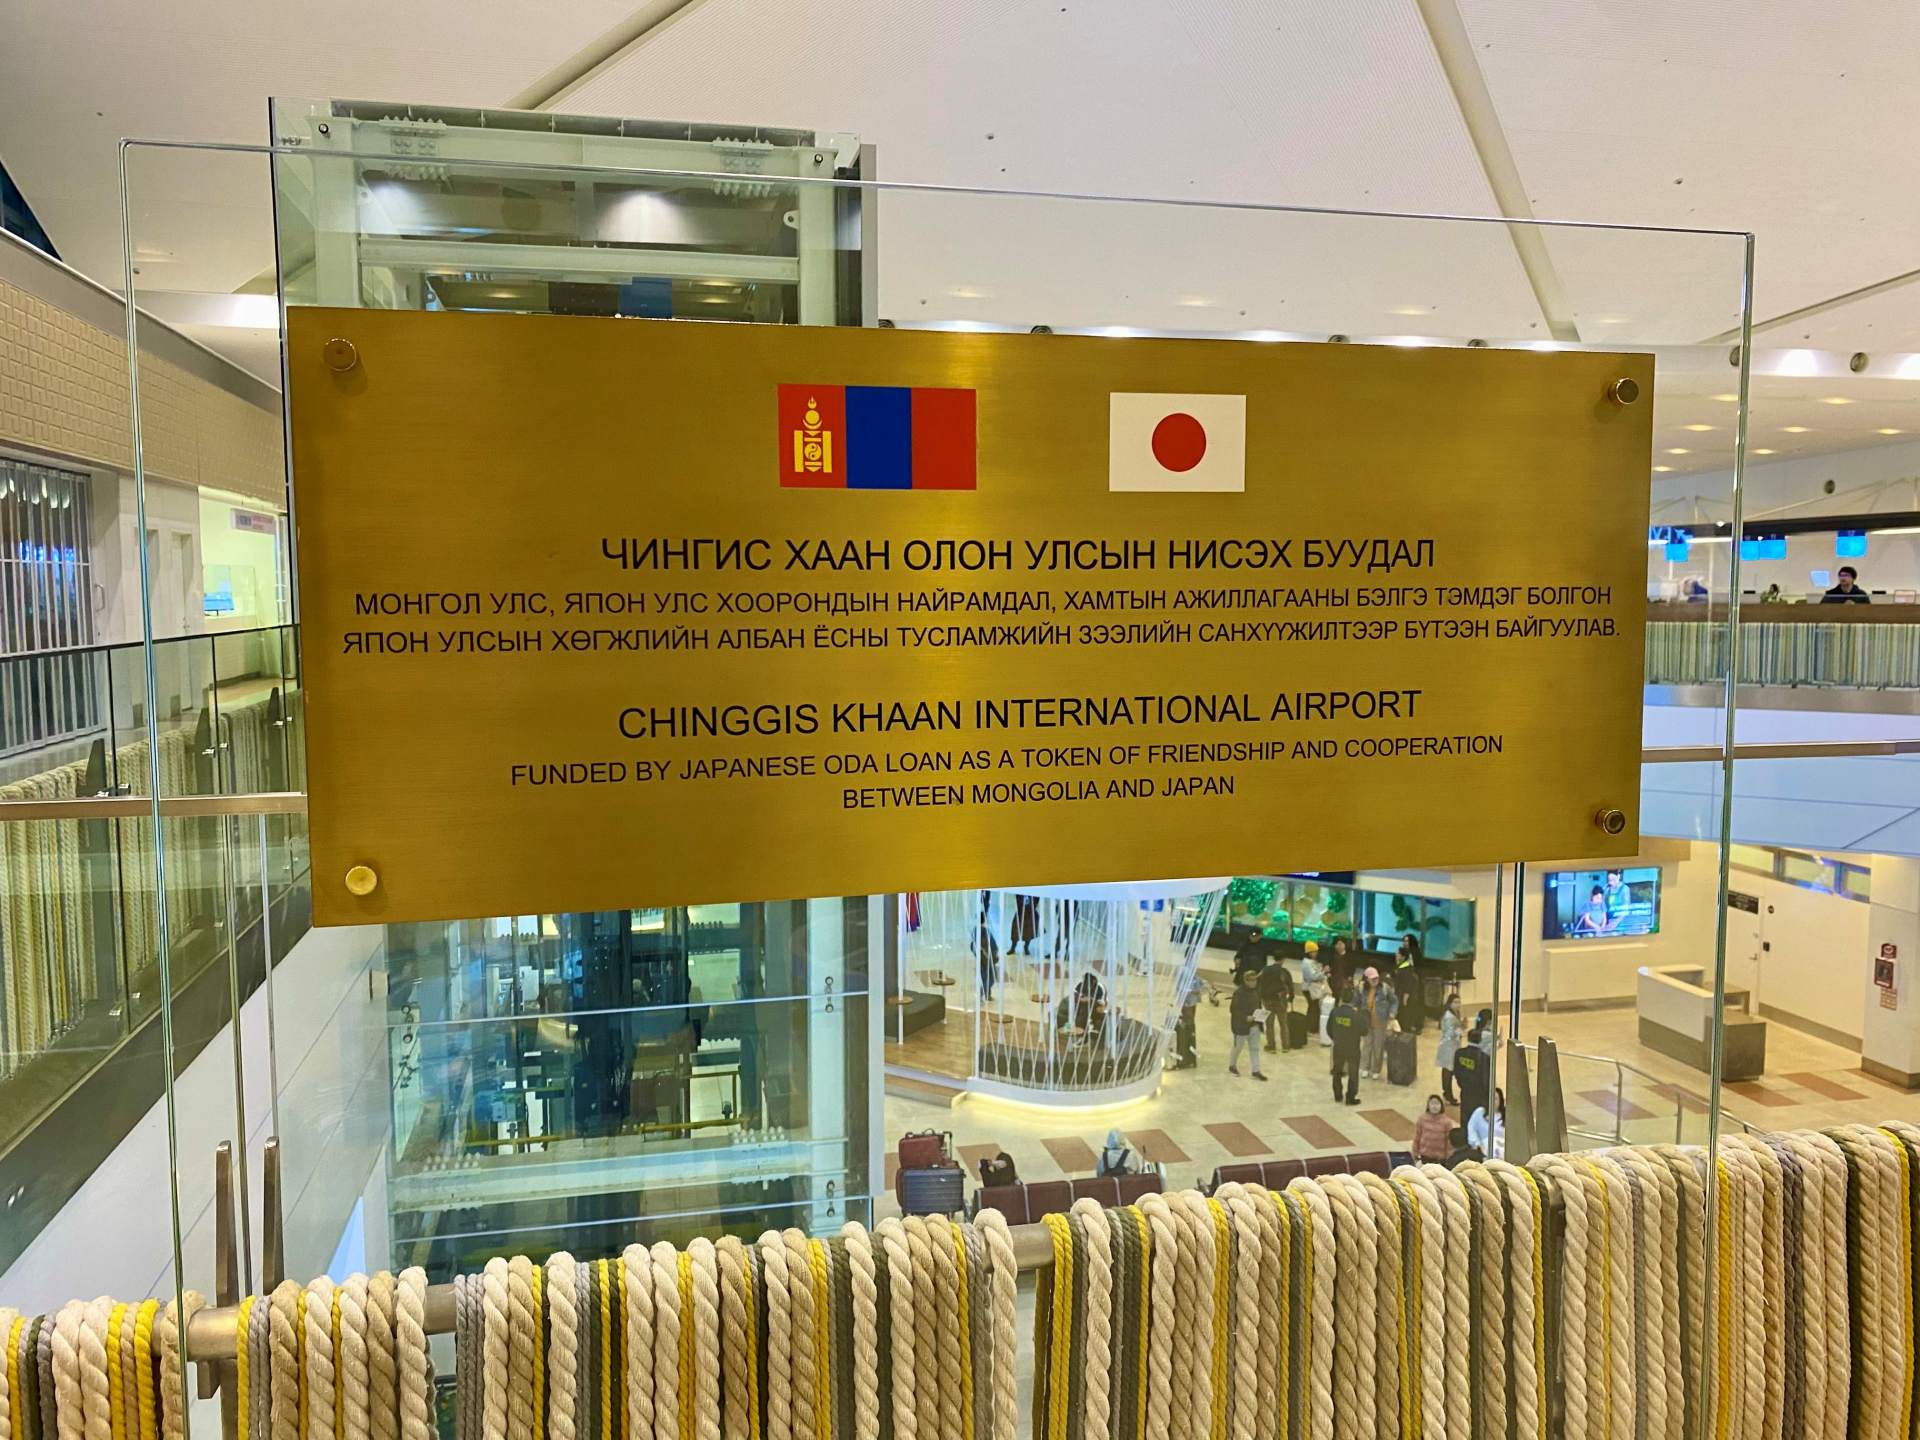 ЧИНГИС ХААН ОЛОН УЛСЫН НИСЭХ БУУДАЛ
МОНГОЛ УЛС, ЯПОН УЛС ХООРОНДЫН НАЙРАМДАЛ, ХАМТЫН АЖИЛЛАГААНЫ БЭЛГЭ ТЭМДЭГ БОЛГОН
ЯПОН УЛСЫН ХӨГЖЛИЙН АЛБАН ЁСНЫ ТУСЛАМЖИЙН ЗЭЭЛИЙН САНХҮҮЖИЛТЭЭР БҮТЭЭН БАЙГУУЛАВ.
CHINGGIS KHAAN INTERNATIONAL AIRPORT
FUNDED BY JAPANESE ODA LOAN AS A TOKEN OF FRIENDSHIP AND COOPERATION
BETWEEN MONGOLIA AND JAPAN